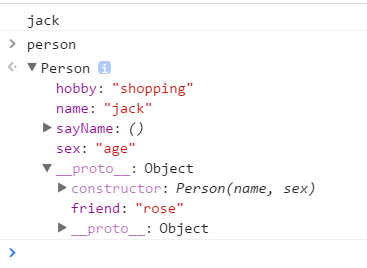 jack
person
Person i
hobby: "shopping"
name: "jack"
sayName: ()
sex: "age"
__proto__: Object
constructor: Person(name, sex)
friend: "rose"
__proto__: Object